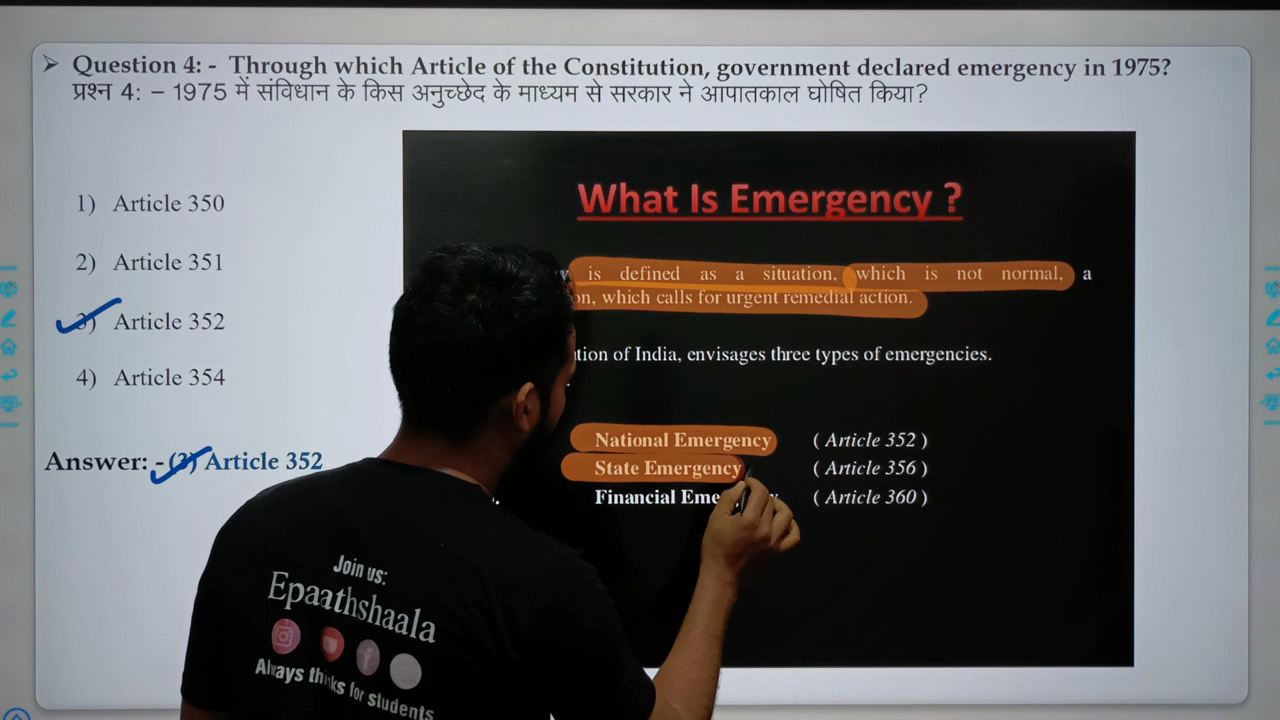 Question 4: - Through which Article of the Constitution, government declared emergency in 1975?
प्रश्न 4: – 1975 में संविधान के किस अनुच्छेद के माध्यम से सरकार ने आपातकाल घोषित किया?
1) Article 350
2) Article 351
3) Article 352
4) Article 354
Answer: - (3) Article 352
What Is Emergency ?
is defined as a situation, which is not normal, a
which calls for urgent remedial action.
of India, envisages three types of emergencies.
National Emergency ( Article 352 )
State Emergency ( Article 356 )
Financial ( Article 360 )
Join us:
Epaathshaala
Always thinks for students